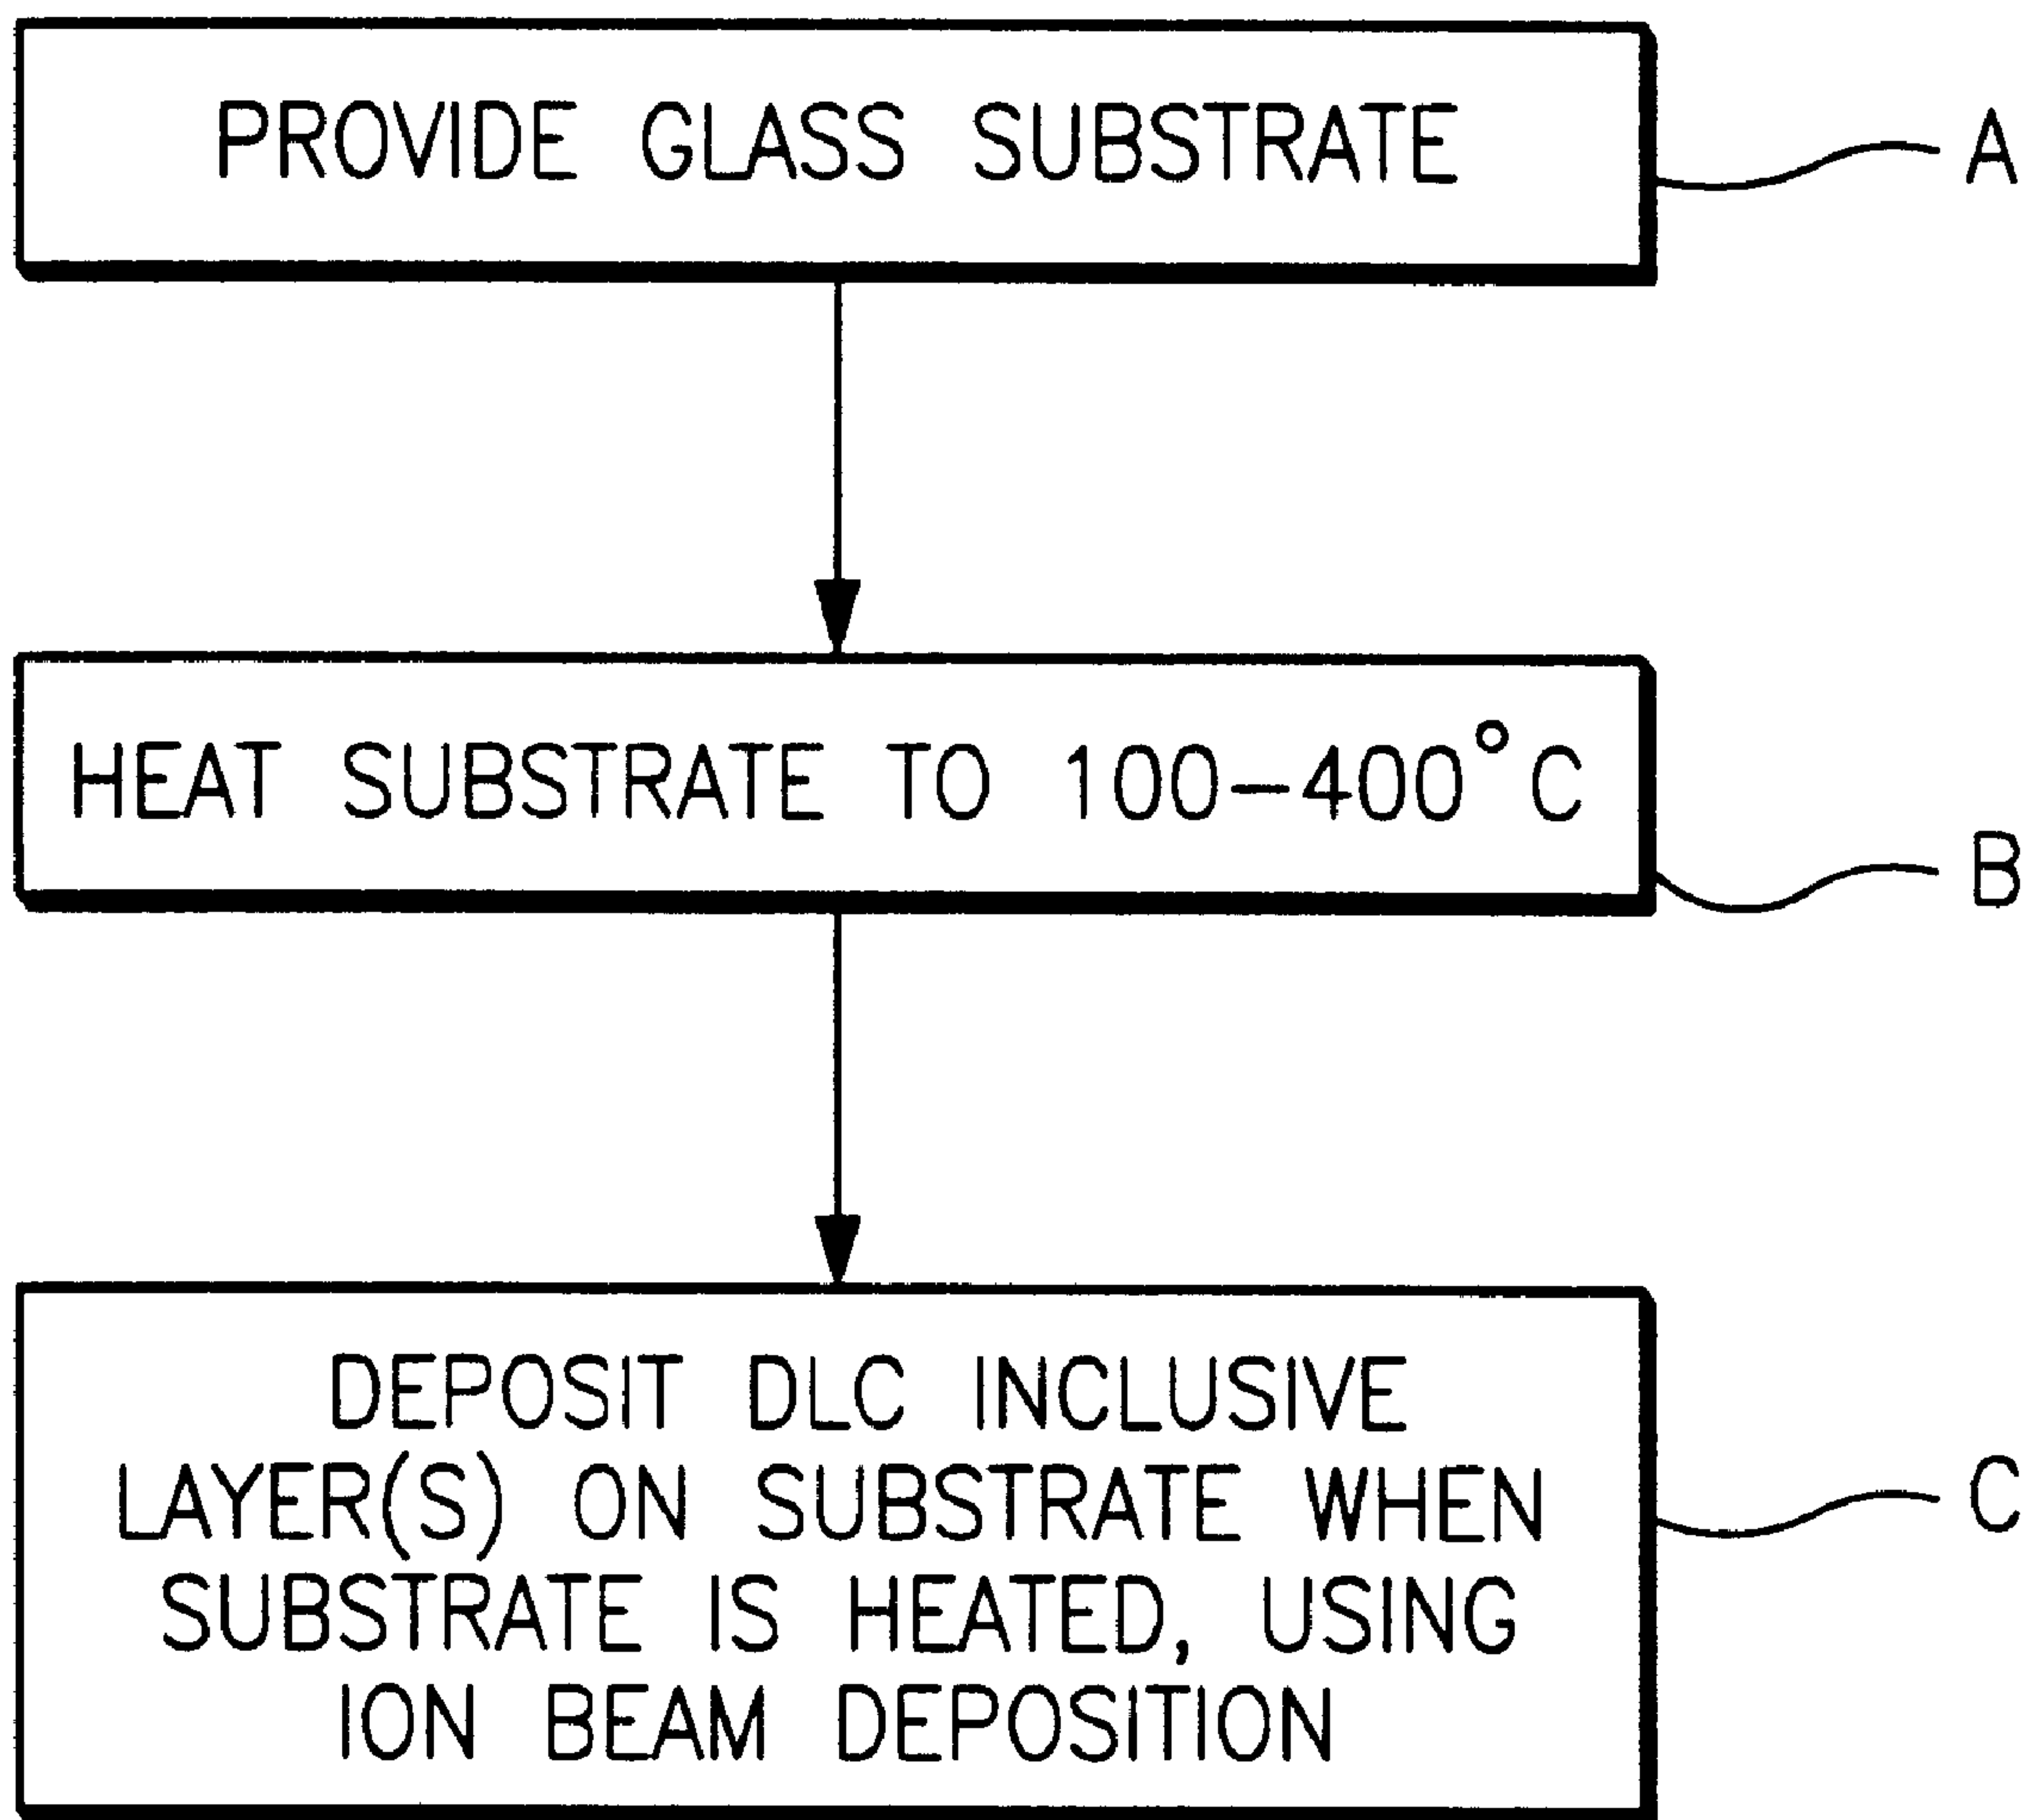 PROVIDE GLASS SUBSTRATE
A
HEAT SUBSTRATE TO 100-400°C
B
DEPOSIT DLC INCLUSIVE
LAYER(S) ON SUBSTRATE WHEN
SUBSTRATE IS HEATED, USING
ION BEAM DEPOSITION
C